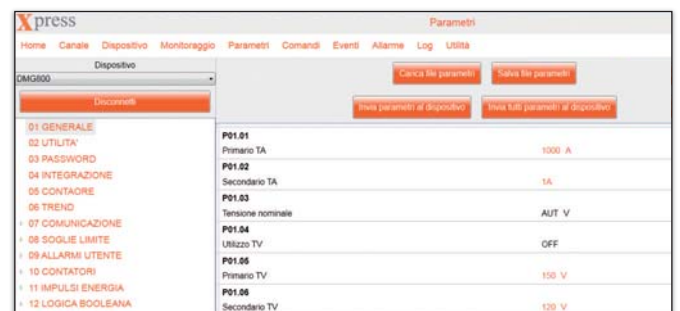 Xpress
Parametri
Home Canale Dispositivo Monitoraggio Parametri Comandi Eventi Allarme Log Utilità
Dispositivo
DMG800
Disconnetti
Carica file parametri
Salva file parametri
Invia parametri al dispositivo
Invia tutti parametri al dispositivo
01 GENERALE
02 UTILITA'
03 PASSWORD
04 INTEGRAZIONE
05 CONTAORE
06 TREND
07 COMUNICAZIONE
08 SOGLIE LIMITE
09 ALLARMI UTENTE
10 CONTATORI
11 IMPULSI ENERGIA
12 LOGICA BOOLEANA
P01.01
Primario TA 1000 A
P01.02
Secondario TA 1A
P01.03
Tensione nominale AUT V
P01.04
Utilizzo TV OFF
P01.05
Primario TV 150 V
P01.06
Secondario TV 120 V